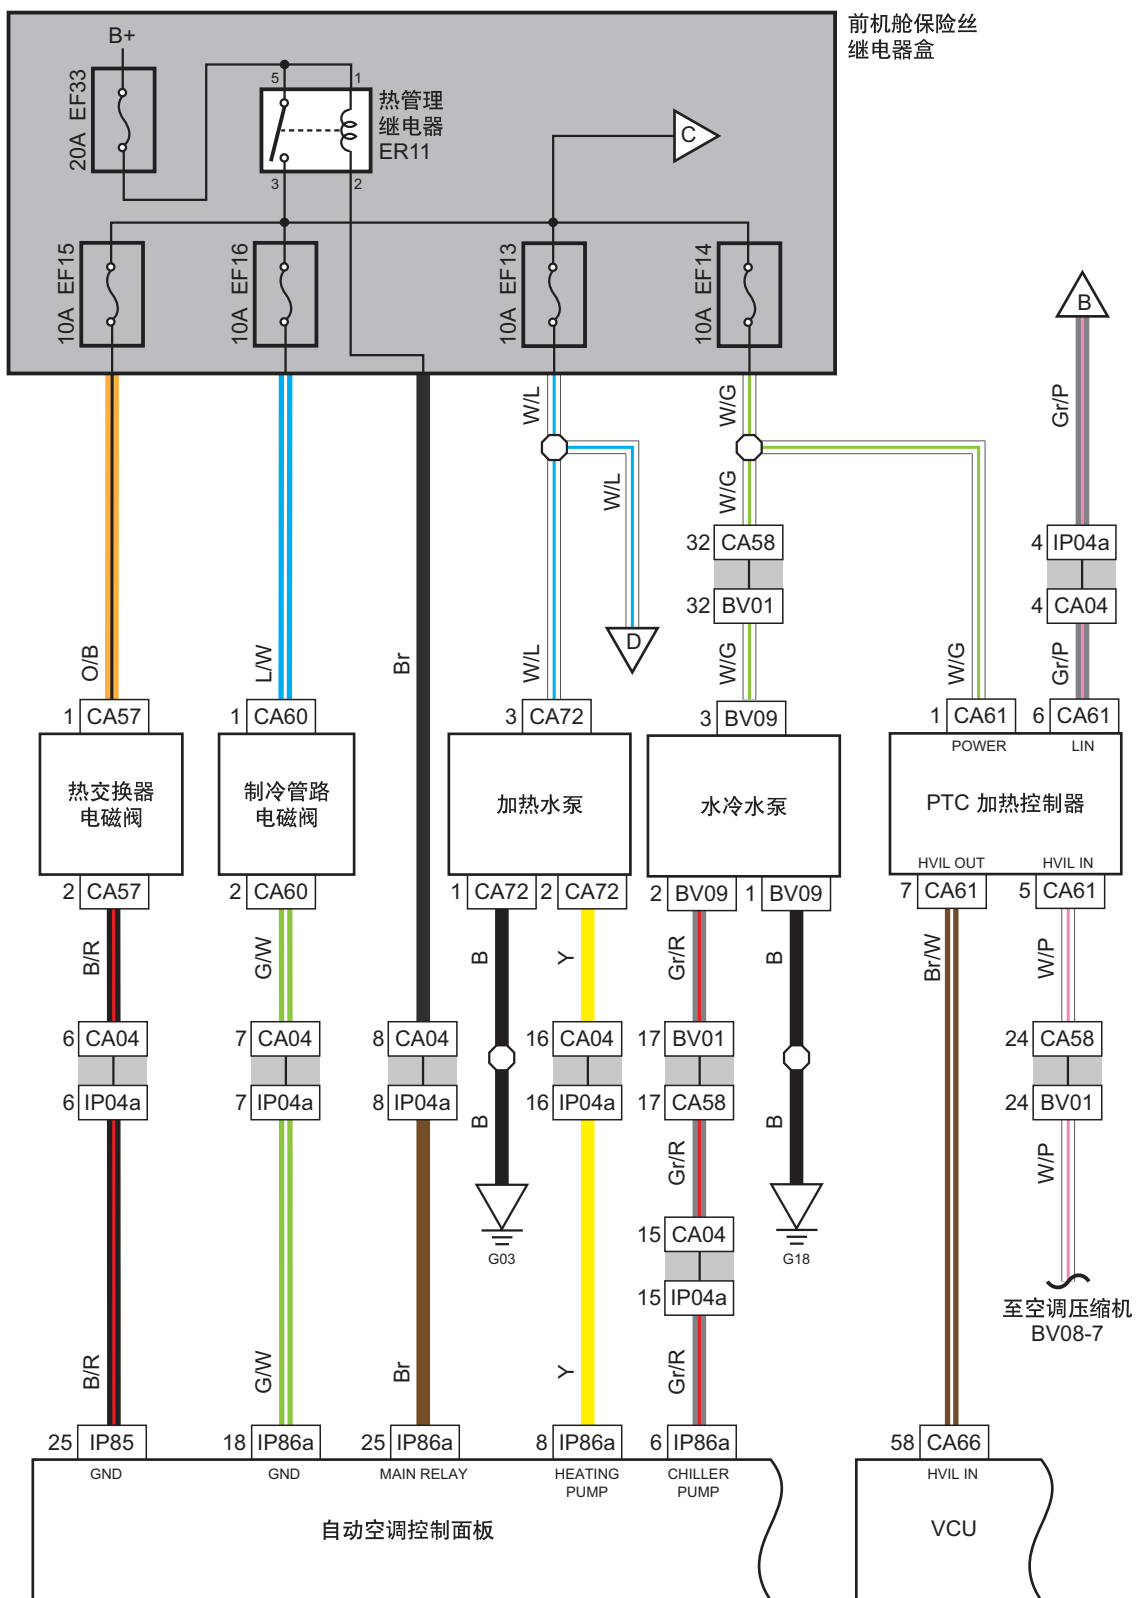 前机舱保险丝
继电器盒
B+
20A EF33
5
1
热管理
继电器
ER11
3
2
C
10A EF15
10A EF16
10A EF13
10A EF14
B
W/L
W/G
Gr/P
W/L
W/G
32 CA58
4 IP04a
32 BV01
4 CA04
D
O/B
L/W
Br
W/L
W/G
W/G
Gr/P
1 CA57
1 CA60
3 CA72
3 BV09
1 CA61
6 CA61
POWER
LIN
热交换器
电磁阀
制冷管路
电磁阀
加热水泵
水冷水泵
PTC 加热控制器
HVIL OUT
HVIL IN
2 CA57
2 CA60
1 CA72
2 CA72
2 BV09
1 BV09
7 CA61
5 CA61
B/R
G/W
B
Y
Gr/R
B
Br/W
W/P
6 CA04
7 CA04
8 CA04
16 CA04
17 BV01
24 CA58
6 IP04a
7 IP04a
8 IP04a
16 IP04a
17 CA58
24 BV01
B
Gr/R
B
W/P
15 CA04
G03
G18
15 IP04a
至空调压缩机
BV08-7
B/R
G/W
Br
Y
Gr/R
25 IP85
18 IP86a
25 IP86a
8 IP86a
6 IP86a
58 CA66
GND
GND
MAIN RELAY
HEATING
PUMP
CHILLER
PUMP
HVIL IN
自动空调控制面板
VCU